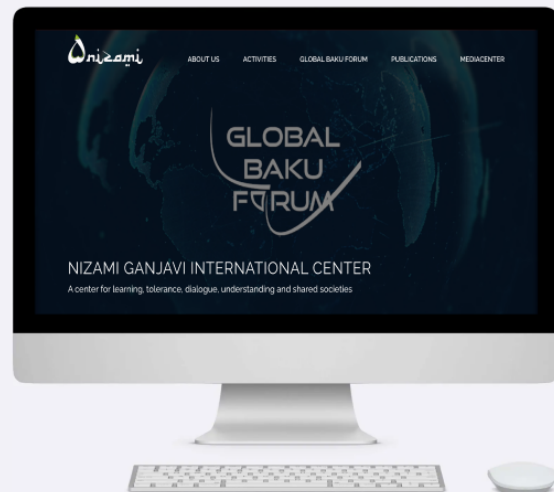 nizami
ABOUT US ACTIVITIES GLOBAL BAKU FORUM PUBLICATIONS MEDIACENTER
GLOBAL
BAKU
FORUM
NIZAMI GANJAVI INTERNATIONAL CENTER
A center for learning, tolerance, dialogue, understanding and shared societies